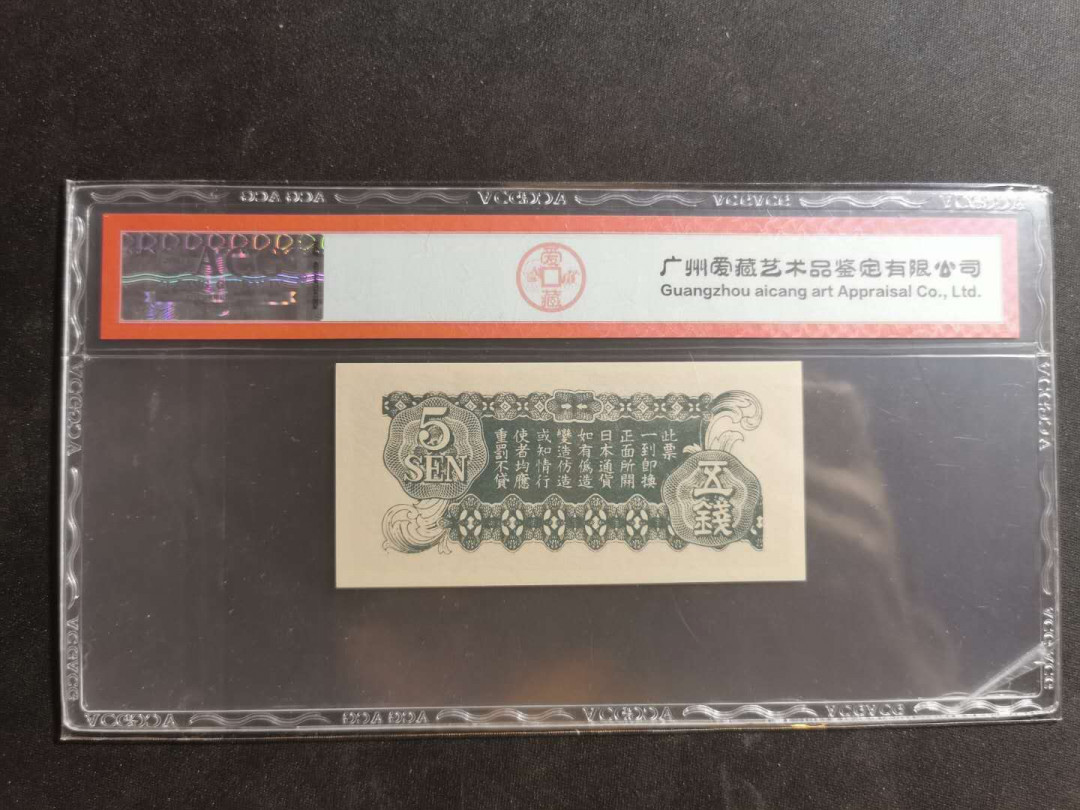 ACG
爱藏
广州爱藏艺术品鉴定有限公司
Guangzhou aicang art Appraisal Co., Ltd.
5
SEN
此票
一到即换
正面所開
日本通貨
如有偽造
變造仿造
或知情行
使者均應
重罰不貸
五錢